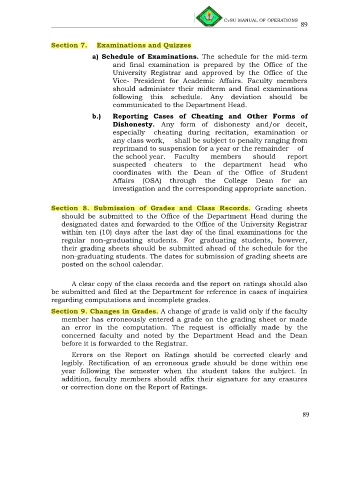 CvSU MANUAL OF OPERATIONS
89
Section 7. Examinations and Quizzes
a) Schedule of Examinations. The schedule for the mid-term
and final examination is prepared by the Office of the
University Registrar and approved by the Office of the
Vice- President for Academic Affairs. Faculty members
should administer their midterm and final examinations
following this schedule. Any deviation should be
communicated to the Department Head.
b.) Reporting Cases of Cheating and Other Forms of
Dishonesty. Any form of dishonesty and/or deceit,
especially cheating during recitation, examination or
any class work, shall be subject to penalty ranging from
reprimand to suspension for a year or the remainder of
the school year. Faculty members should report
suspected cheaters to the department head who
coordinates with the Dean of the Office of Student
Affairs (OSA) through the College Dean for an
investigation and the corresponding appropriate sanction.
Section 8. Submission of Grades and Class Records. Grading sheets
should be submitted to the Office of the Department Head during the
designated dates and forwarded to the Office of the University Registrar
within ten (10) days after the last day of the final examinations for the
regular non-graduating students. For graduating students, however,
their grading sheets should be submitted ahead of the schedule for the
non-graduating students. The dates for submission of grading sheets are
posted on the school calendar.
A clear copy of the class records and the report on ratings should also
be submitted and filed at the Department for reference in cases of inquiries
regarding computations and incomplete grades.
Section 9. Changes in Grades. A change of grade is valid only if the faculty
member has erroneously entered a grade on the grading sheet or made
an error in the computation. The request is officially made by the
concerned faculty and noted by the Department Head and the Dean
before it is forwarded to the Registrar.
Errors on the Report on Ratings should be corrected clearly and
legibly. Rectification of an erroneous grade should be done within one
year following the semester when the student takes the subject. In
addition, faculty members should affix their signature for any erasures
or correction done on the Report of Ratings.
89